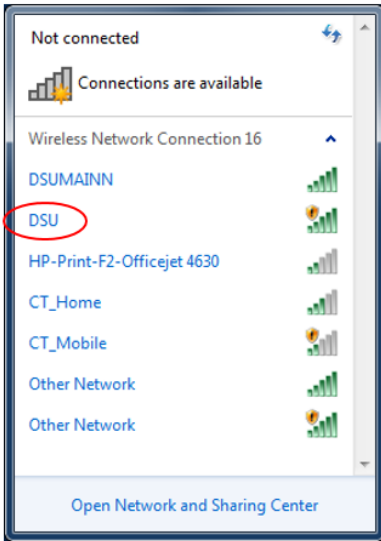 Not connected
Connections are available
Wireless Network Connection 16
DSUMAINN
DSU
HP-Print-F2-Officejet 4630
CT_Home
CT_Mobile
Other Network
Other Network
Open Network and Sharing Center